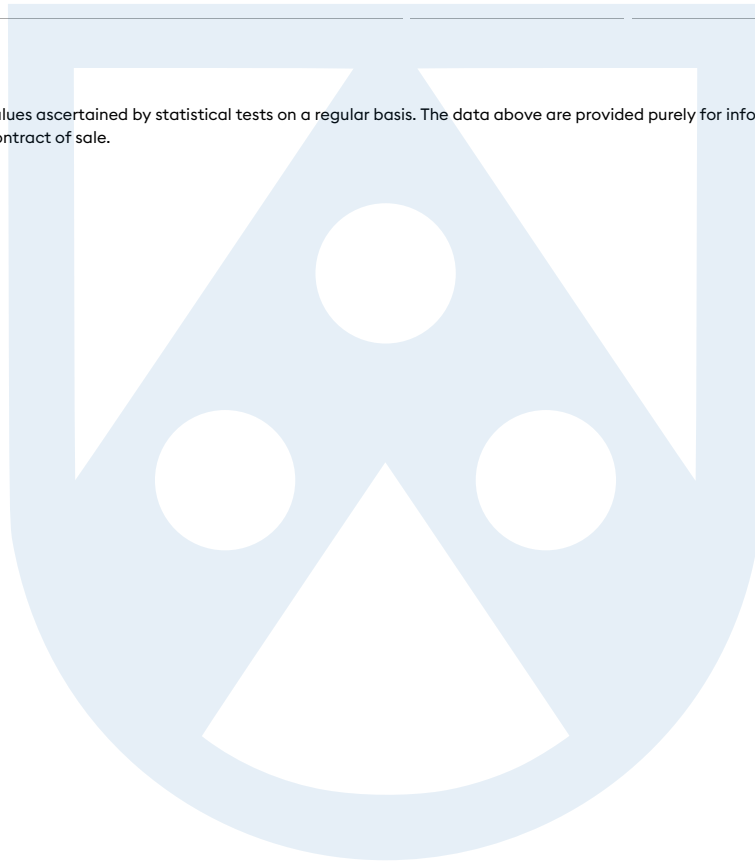 lues ascertained by statistical tests on a regular basis. The data above are provided purely for info
ontract of sale.